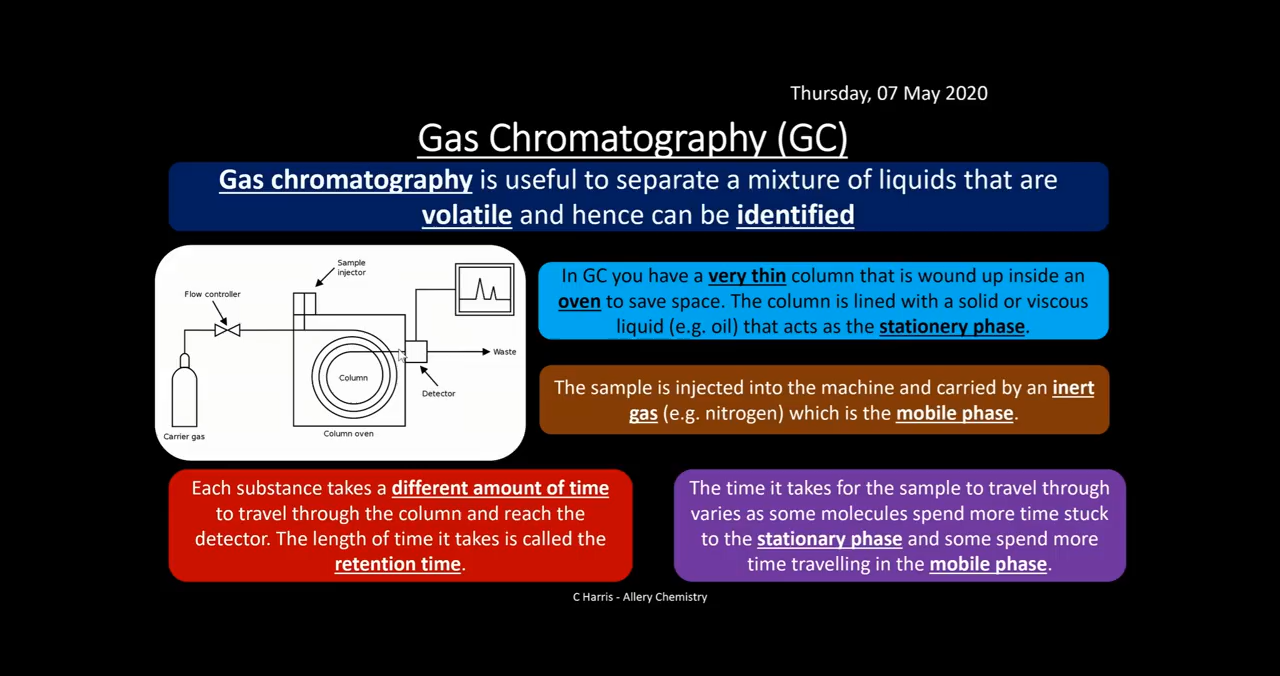 Thursday, 07 May 2020
Gas Chromatography (GC)
Gas chromatography is useful to separate a mixture of liquids that are
volatile and hence can be identified
Sample
injector
Flow controller
Column
Waste
Detector
Carrier gas
Column oven
In GC you have a very thin column that is wound up inside an
oven to save space. The column is lined with a solid or viscous
liquid (e.g. oil) that acts as the stationery phase.
The sample is injected into the machine and carried by an inert
gas (e.g. nitrogen) which is the mobile phase.
Each substance takes a different amount of time
to travel through the column and reach the
detector. The length of time it takes is called the
retention time.
The time it takes for the sample to travel through
varies as some molecules spend more time stuck
to the stationary phase and some spend more
time travelling in the mobile phase.
C Harris - Allery Chemistry